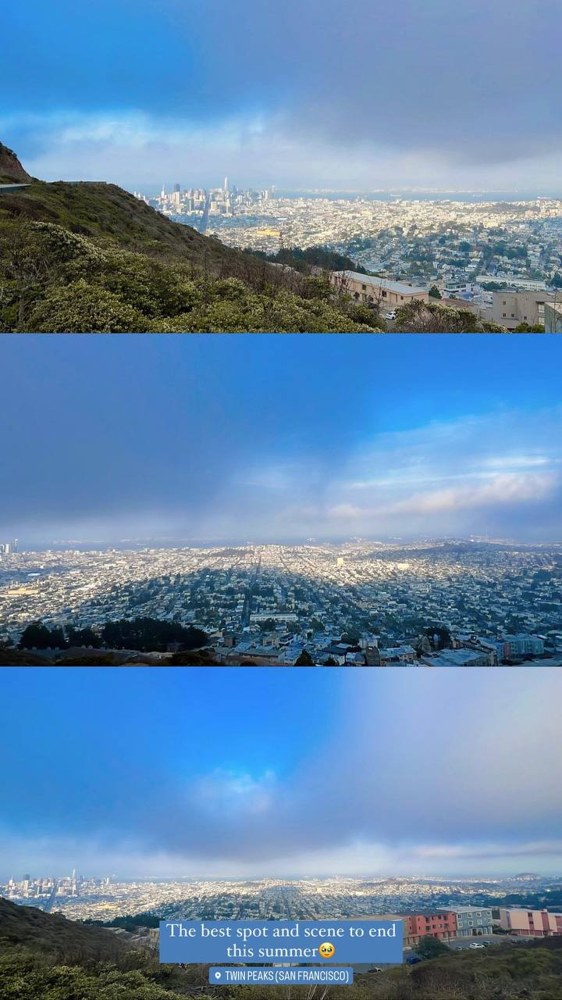 The best spot and scene to end
this summer🥹
TWIN PEAKS (SAN FRANCISCO)